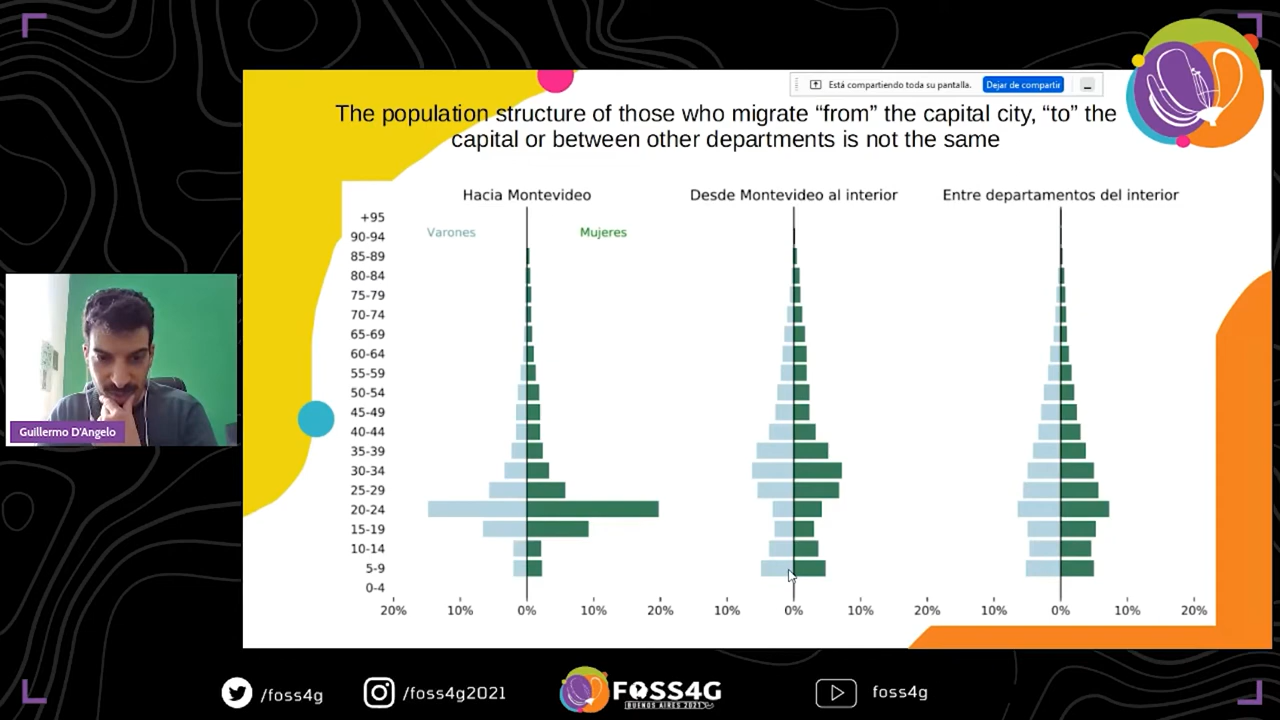 Está compartiendo toda su pantalla. Dejar de compartir
The population structure of those who migrate “from” the capital city, “to” the
capital or between other departments is not the same
Hacia Montevideo
Desde Montevideo al interior
Entre departamentos del interior
Varones
Mujeres
+95
90-94
85-89
80-84
75-79
70-74
65-69
60-64
55-59
50-54
45-49
40-44
35-39
30-34
25-29
20-24
15-19
10-14
5-9
0-4
20% 10% 0% 10% 20% 10% 0% 10% 20% 10% 0% 10% 20%
Guillermo D'Angelo
/foss4g
/foss4g2021
FOSS4G
BUENOS AIRES 2021
foss4g